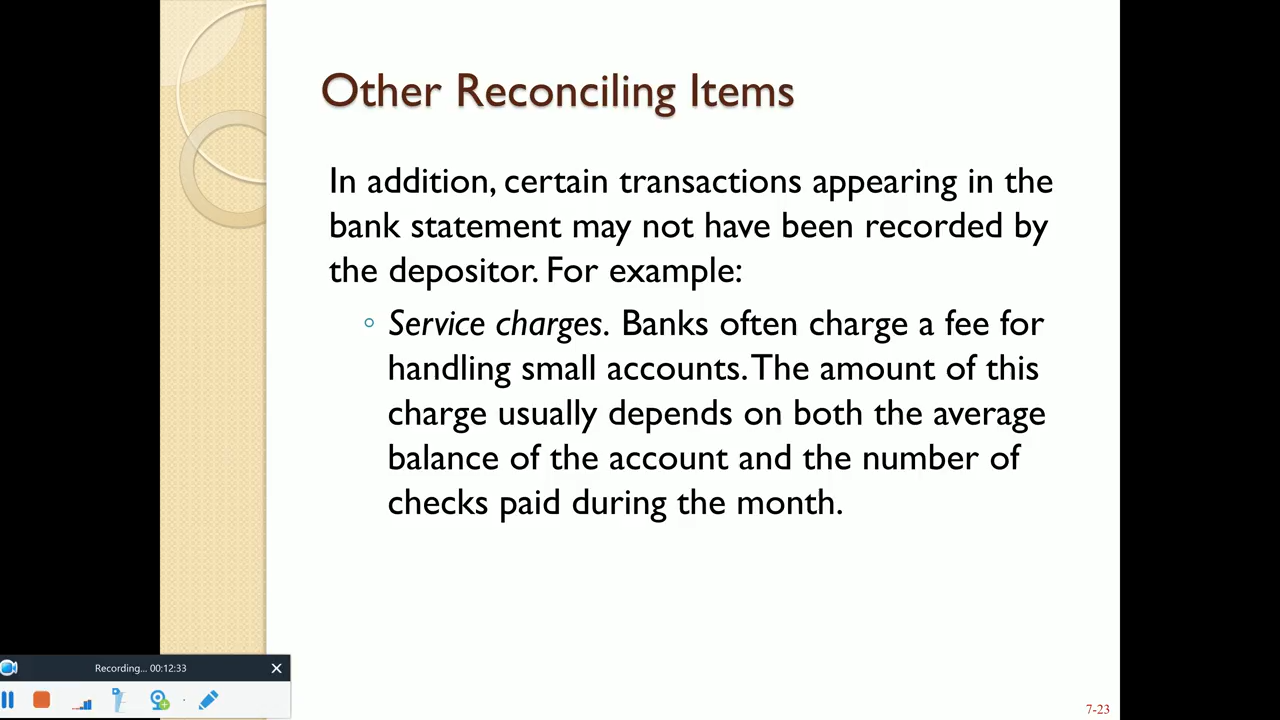 Other Reconciling Items
In addition, certain transactions appearing in the
bank statement may not have been recorded by
the depositor. For example:
◦ Service charges. Banks often charge a fee for
handling small accounts. The amount of this
charge usually depends on both the average
balance of the account and the number of
checks paid during the month.
Recording... 00:12:33
7-23